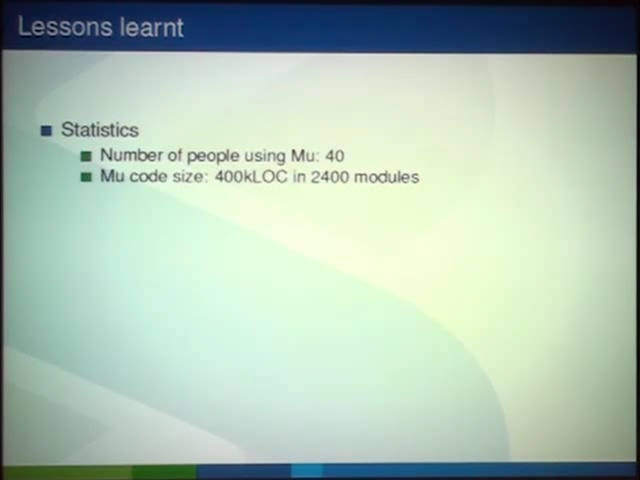 Lessons learnt
Statistics
Number of people using Mu: 40
Mu code size: 400kLOC in 2400 modules